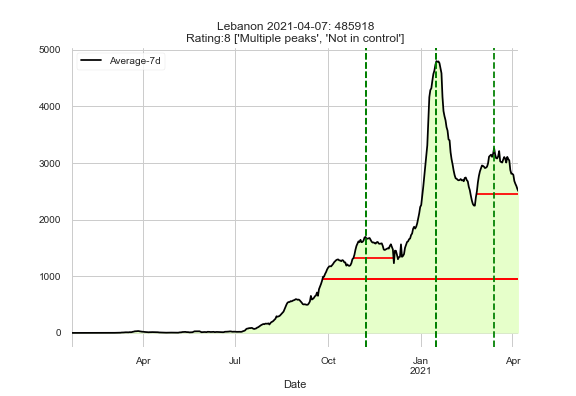 Lebanon 2021-04-07: 485918
Rating:8 ['Multiple peaks', 'Not in control']
Average-7d
5000
4000
3000
2000
1000
0
Apr
Jul
Oct
Jan
2021
Apr
Date